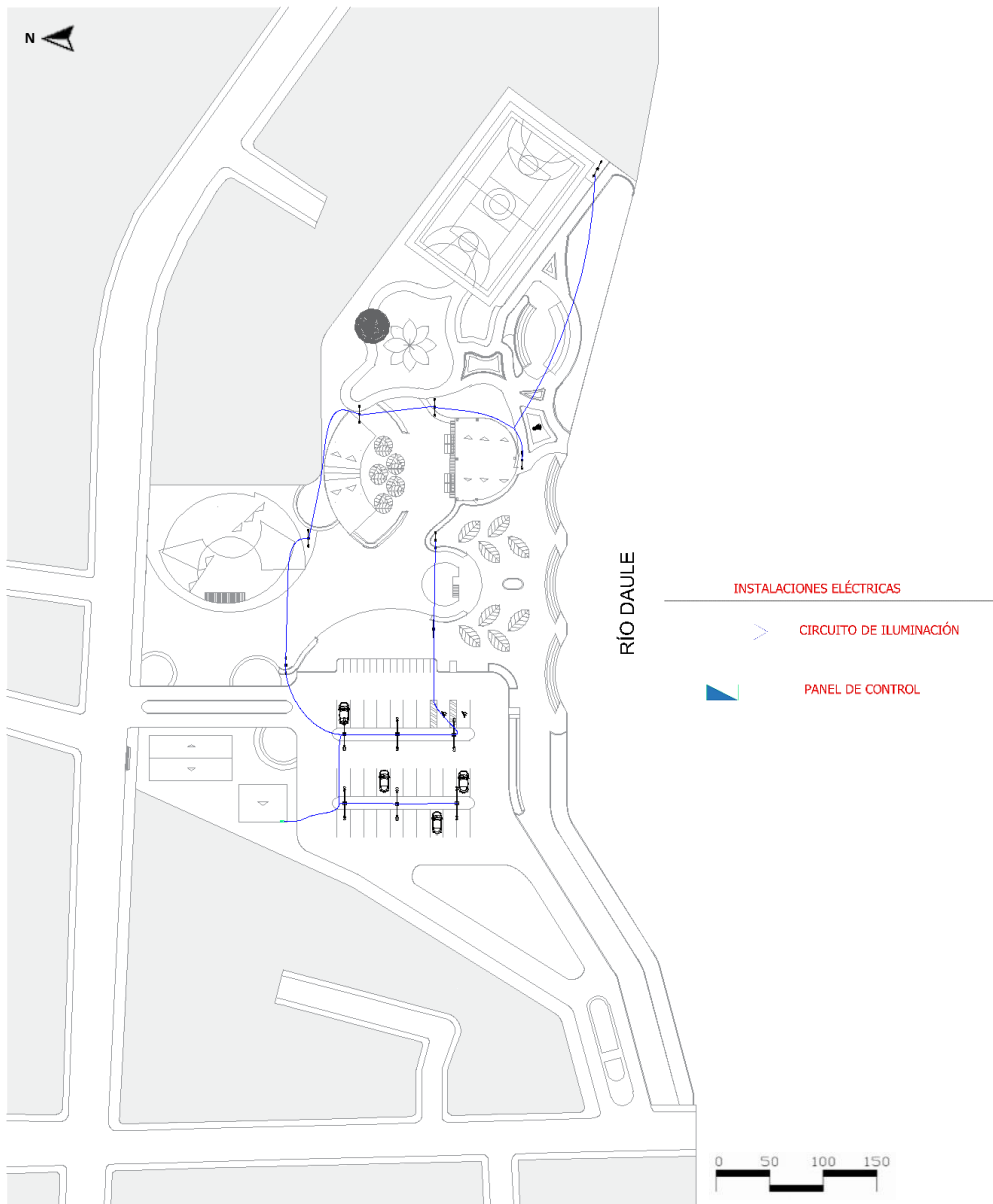 N
RÍO DAULE
INSTALACIONES ELÉCTRICAS
CIRCUITO DE ILUMINACIÓN
PANEL DE CONTROL
0 50 100 150